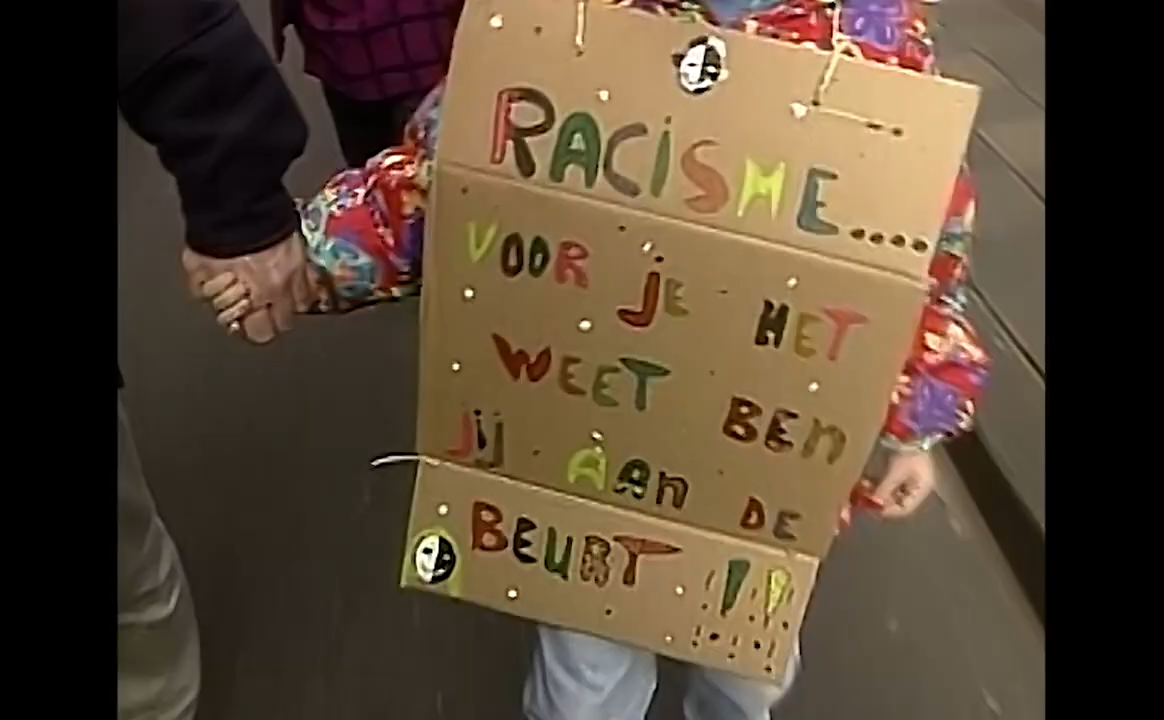 RACISME....
VOOR JE HET
WEET BEN
JIJ AAN DE
BEURT !!!